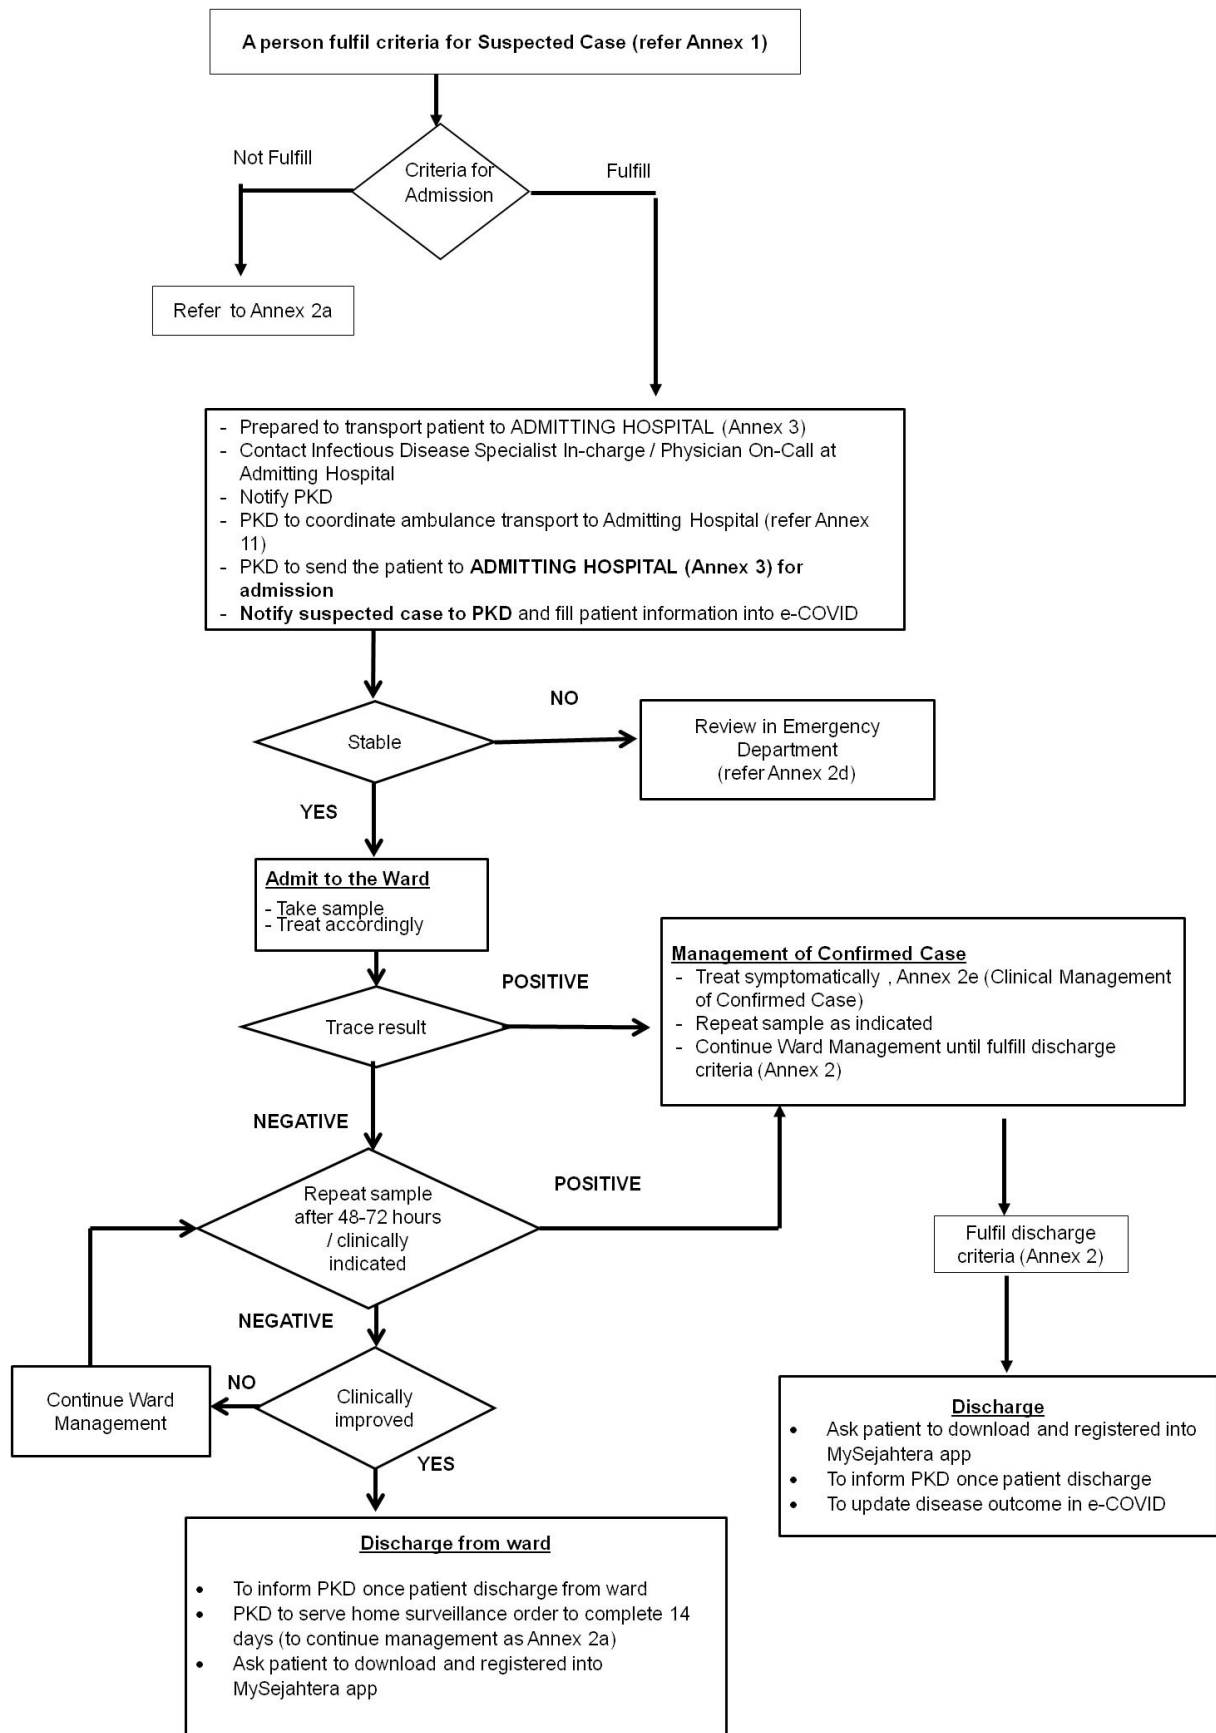 A person fulfil criteria for Suspected Case (refer Annex 1)
Not Fulfill
Criteria for
Admission
Fulfill
Refer to Annex 2a
- Prepared to transport patient to ADMITTING HOSPITAL (Annex 3)
- Contact Infectious Disease Specialist In-charge / Physician On-Call at
Admitting Hospital
- Notify PKD
- PKD to coordinate ambulance transport to Admitting Hospital (refer Annex
11)
- PKD to send the patient to ADMITTING HOSPITAL (Annex 3) for
admission
- Notify suspected case to PKD and fill patient information into e-COVID
Stable
NO
Review in Emergency
Department
(refer Annex 2d)
YES
Admit to the Ward
- Take sample
- Treat accordingly
Trace result
POSITIVE
Management of Confirmed Case
- Treat symptomatically , Annex 2e (Clinical Management
of Confirmed Case)
- Repeat sample as indicated
- Continue Ward Management until fulfill discharge
criteria (Annex 2)
NEGATIVE
Repeat sample
after 48-72 hours
/ clinically
indicated
POSITIVE
Fulfil discharge
criteria (Annex 2)
NEGATIVE
Continue Ward
Management
NO
Clinically
improved
YES
Discharge
• Ask patient to download and registered into
MySejahtera app
• To inform PKD once patient discharge
• To update disease outcome in e-COVID
Discharge from ward
• To inform PKD once patient discharge from ward
• PKD to serve home surveillance order to complete 14
days (to continue management as Annex 2a)
• Ask patient to download and registered into
MySejahtera app